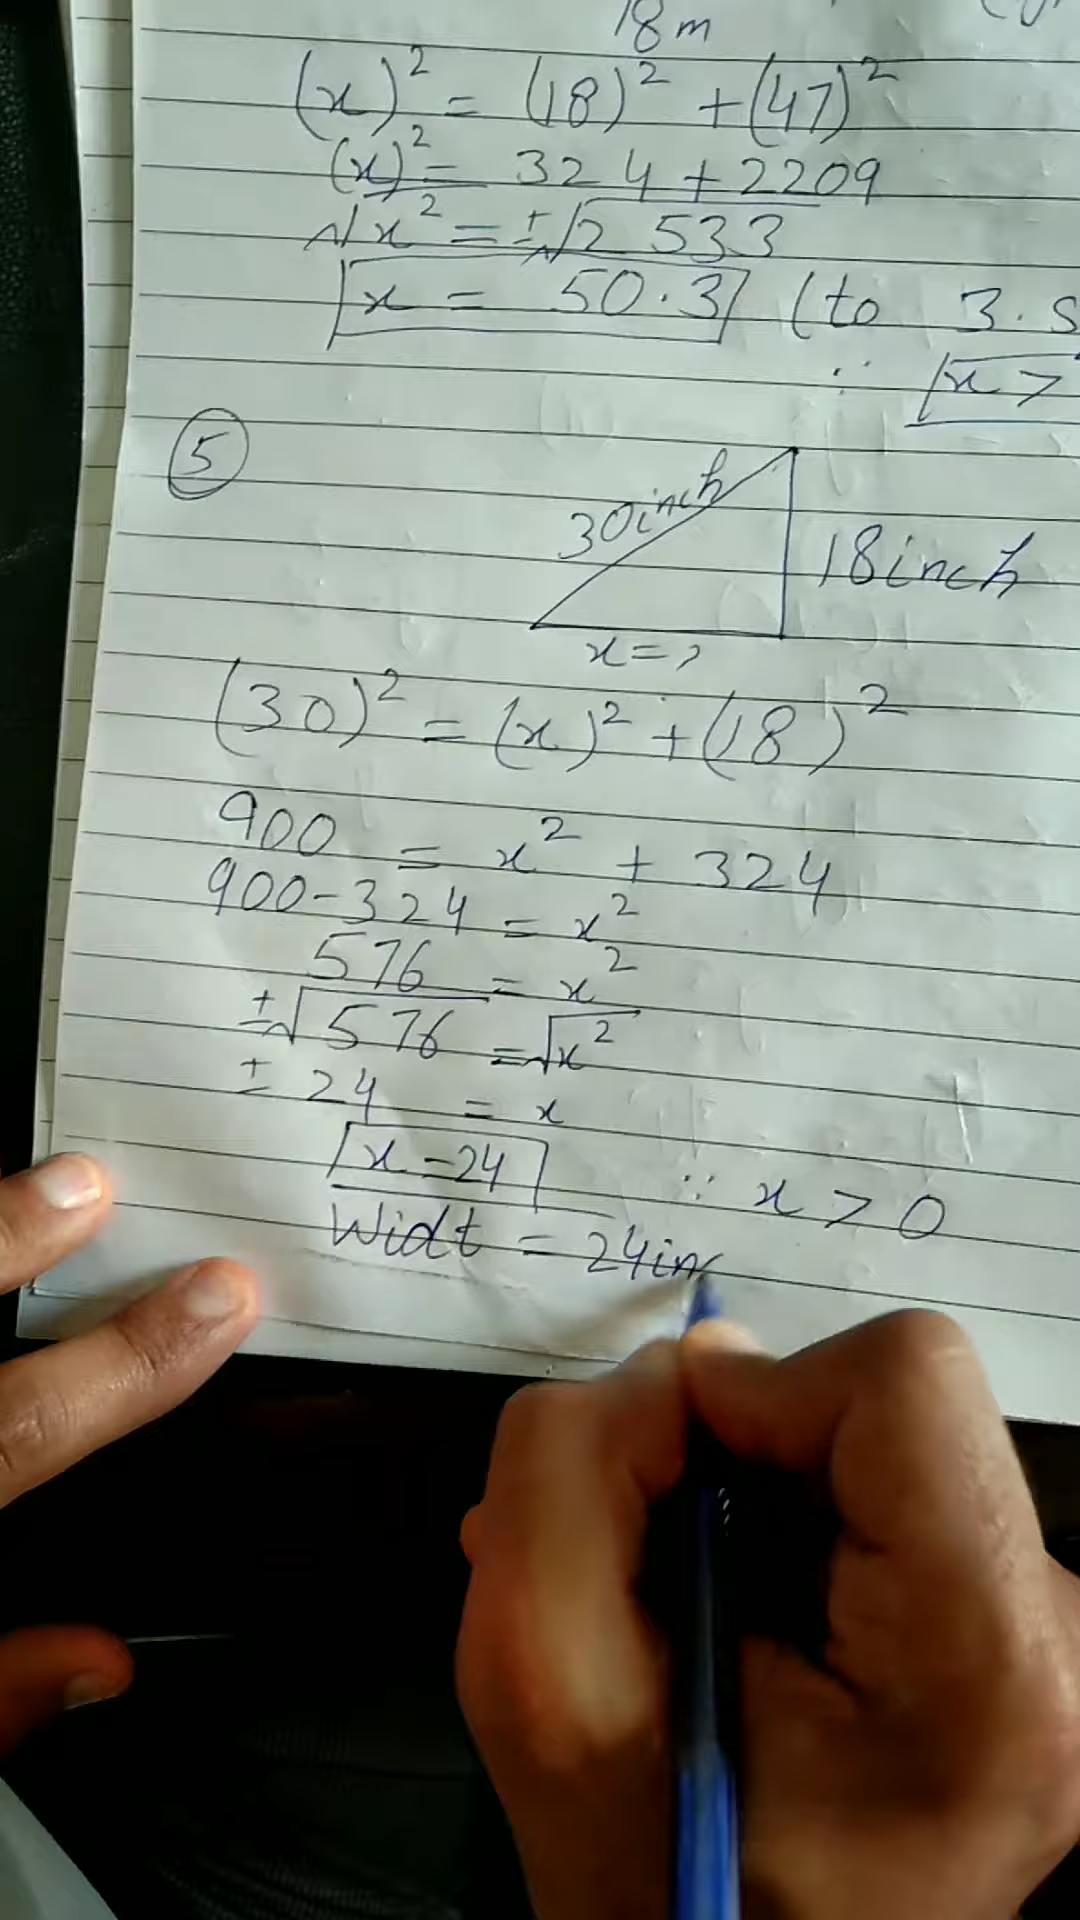 18m
(x)² = (18)² + (47)²
(x)² = 324 + 2209
√x² = ±√2533
x = 50.3 (to 3. s
∵ x >
5
30inch
18inch
x = ?
(30)² = (x)² + (18)²
900 = x² + 324
900 - 324 = x²
576 = x²
±√576 = √x²
± 24 = x
x = 24 ∵ x > 0
Widt = 24in